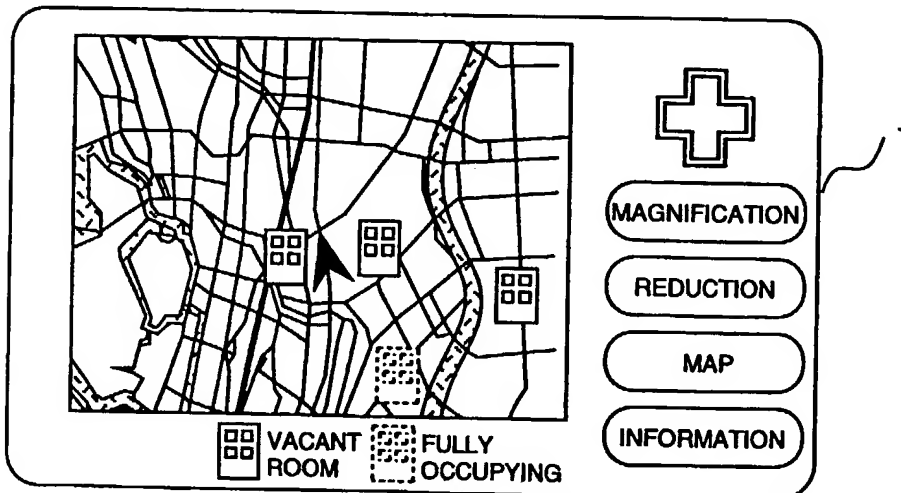 MAGNIFICATION
REDUCTION
MAP
INFORMATION
VACANT
ROOM
FULLY
OCCUPYING